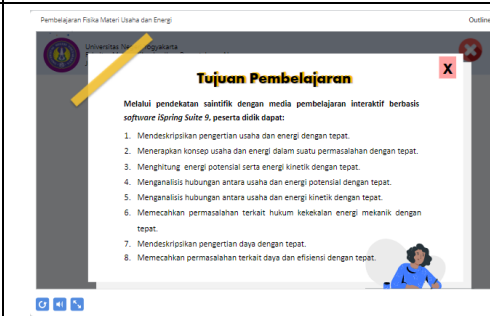 Pembelajaran Fisika Materi Usaha dan Energi
Outline
Universitas Ne Yogyakarta
X
Tujuan Pembelajaran
Melalui pendekatan saintifik dengan media pembelajaran interaktif berbasis
software iSpring Suite 9, peserta didik dapat:
1. Mendeskripsikan pengertian usaha dan energi dengan tepat.
2. Menerapkan konsep usaha dan energi dalam suatu permasalahan dengan tepat.
3. Menghitung energi potensial serta energi kinetik dengan tepat.
4. Menganalisis hubungan antara usaha dan energi potensial dengan tepat.
5. Menganalisis hubungan antara usaha dan energi kinetik dengan tepat.
6. Memecahkan permasalahan terkait hukum kekekalan energi mekanik dengan
tepat.
7. Mendeskripsikan pengertian daya dengan tepat.
8. Memecahkan permasalahan terkait daya dan efisiensi dengan tepat.